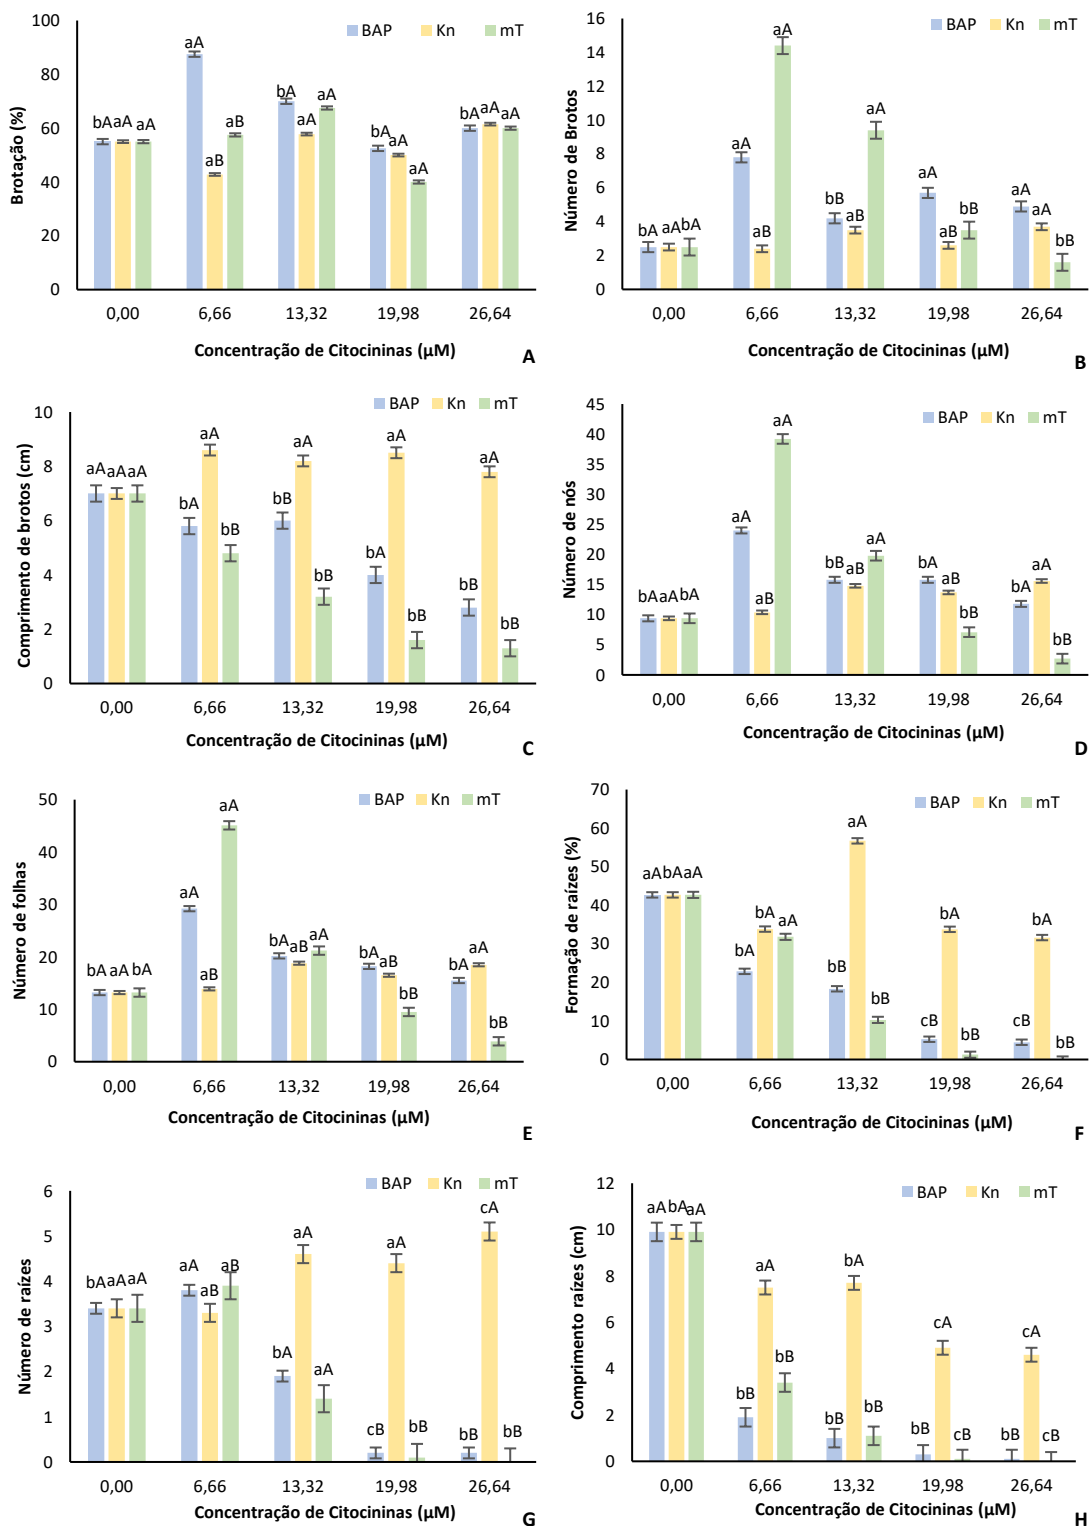 BAP Kn mT
Brotação (%)
100
80
60
40
20
0
bA aA aA
aA aB aB
bA aA aA
bA aA aA
bA aA aA
0,00 6,66 13,32 19,98 26,64
Concentração de Citocininas (µM)
A
BAP Kn mT
Número de Brotos
16
14
12
10
8
6
4
2
0
bA aA bA
aA aB aA
bB aB aA
aA aB bB
aA aA bB
0,00 6,66 13,32 19,98 26,64
Concentração de Citocininas (µM)
B
BAP Kn mT
Comprimento de brotos (cm)
10
8
6
4
2
0
aA aA aA
bA aA bB
bB aA bB
bA aA bB
bB aA bB
0,00 6,66 13,32 19,98 26,64
Concentração de Citocininas (µM)
C
BAP Kn mT
Número de nós
45
40
35
30
25
20
15
10
5
0
bA aA bA
aA aB aA
bB aB aA
bA aB bB
bA aA bB
0,00 6,66 13,32 19,98 26,64
Concentração de Citocininas (µM)
D
BAP Kn mT
Número de folhas
50
40
30
20
10
0
bA aA bA
aA aB aA
bA aB aA
bA aB bB
bA aA bB
0,00 6,66 13,32 19,98 26,64
Concentração de Citocininas (µM)
E
BAP Kn mT
Formação de raízes (%)
70
60
50
40
30
20
10
0
aA bA aA
bA bA aA
bB aA bB
cB bA bB
cB bA bB
0,00 6,66 13,32 19,98 26,64
Concentração de Citocininas (µM)
F
BAP Kn mT
Número de raízes
6
5
4
3
2
1
0
bA aA aA
aA aB aB
bA aA aA
cB aA bB
bB cA bB
0,00 6,66 13,32 19,98 26,64
Concentração de Citocininas (µM)
G
BAP Kn mT
Comprimento raízes (cm)
12
10
8
6
4
2
0
aA bA aA
bB aA bB
bB bA bB
bB cA cB
bB cA cB
0,00 6,66 13,32 19,98 26,64
Concentração de Citocininas (µM)
H